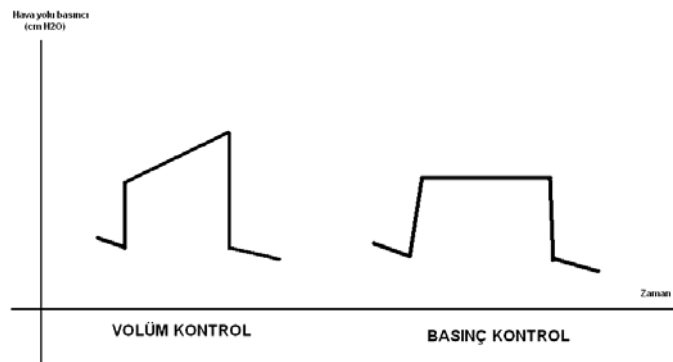 Hava yolu basıncı
(cm H2O)
Zaman
VOLÜM KONTROL
BASINÇ KONTROL